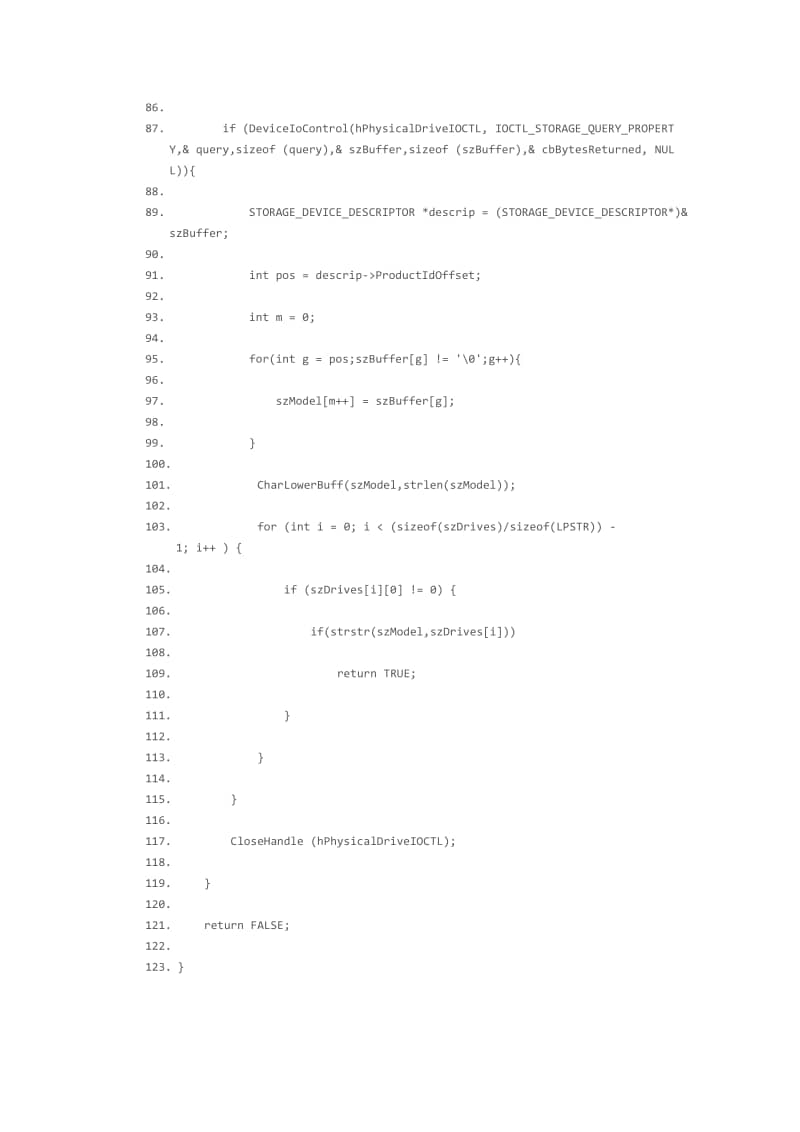 86.
87. if (DeviceIoControl(hPhysicalDriveIOCTL, IOCTL_STORAGE_QUERY_PROPERT
Y,& query,sizeof (query),& szBuffer,sizeof (szBuffer),& cbBytesReturned, NUL
L)){
88.
89. STORAGE_DEVICE_DESCRIPTOR *descrip = (STORAGE_DEVICE_DESCRIPTOR*)&
szBuffer;
90.
91. int pos = descrip->ProductIdOffset;
92.
93. int m = 0;
94.
95. for(int g = pos;szBuffer[g] != '\0';g++){
96.
97. szModel[m++] = szBuffer[g];
98.
99. }
100.
101. CharLowerBuff(szModel,strlen(szModel));
102.
103. for (int i = 0; i < (sizeof(szDrives)/sizeof(LPSTR)) -
1; i++ ) {
104.
105. if (szDrives[i][0] != 0) {
106.
107. if(strstr(szModel,szDrives[i]))
108.
109. return TRUE;
110.
111. }
112.
113. }
114.
115. }
116.
117. CloseHandle (hPhysicalDriveIOCTL);
118.
119. }
120.
121. return FALSE;
122.
123. }